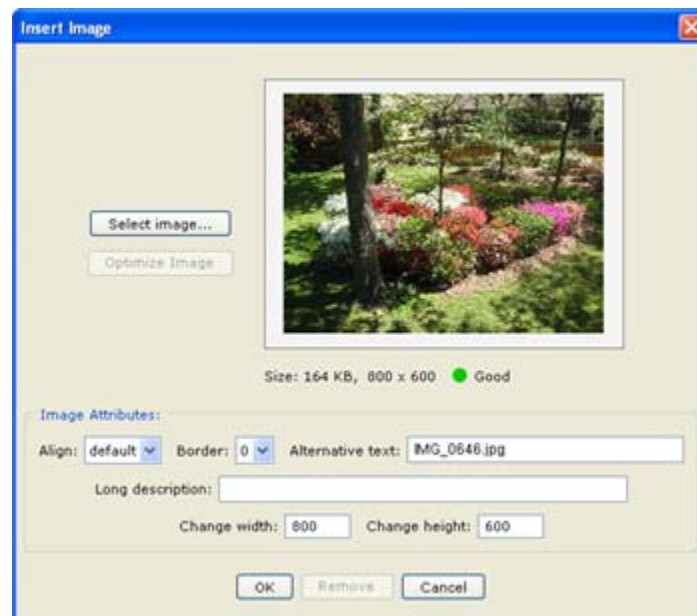 Insert Image
Select image...
Optimize Image
Size: 164 KB, 800 x 600 Good
Image Attributes:
Align: default Border: 0 Alternative text: IMG_0646.jpg
Long description:
Change width: 800 Change height: 600
OK Remove Cancel